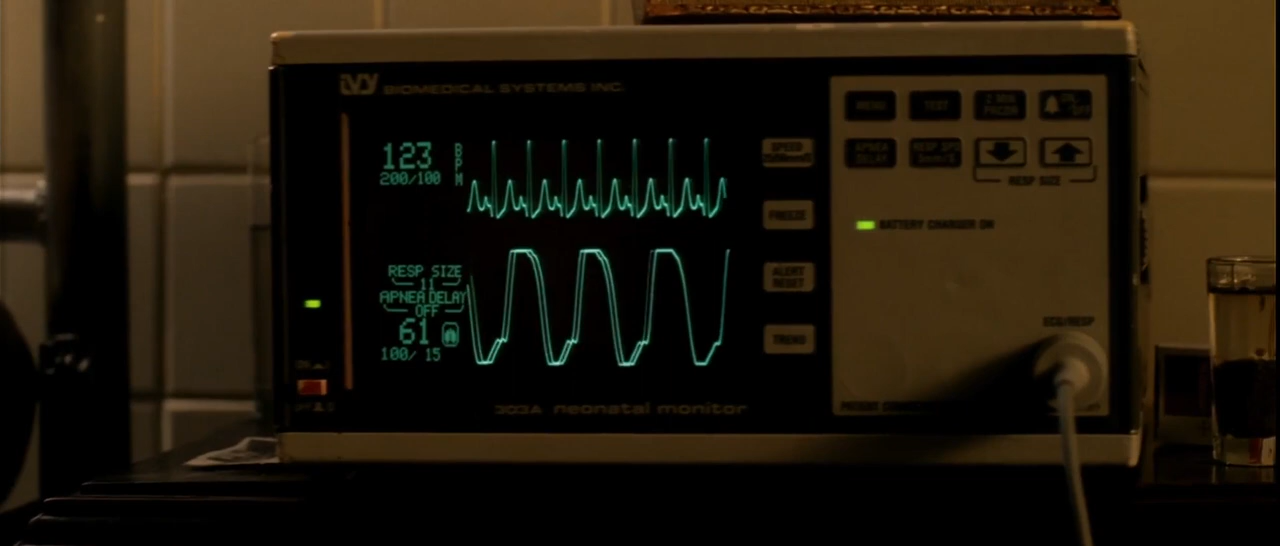 IVY BIOMEDICAL SYSTEMS INC.
123 BPM
200/100
RESP SIZE
11
APNEA DELAY
OFF
61
100/ 15
303A neonatal monitor
SPEED
FREEZE
ALERT
RESET
TREND
MENU
TEST
APNEA
DELAY
RESP SIZE
BATTERY CHARGER ON
ECG/RESP